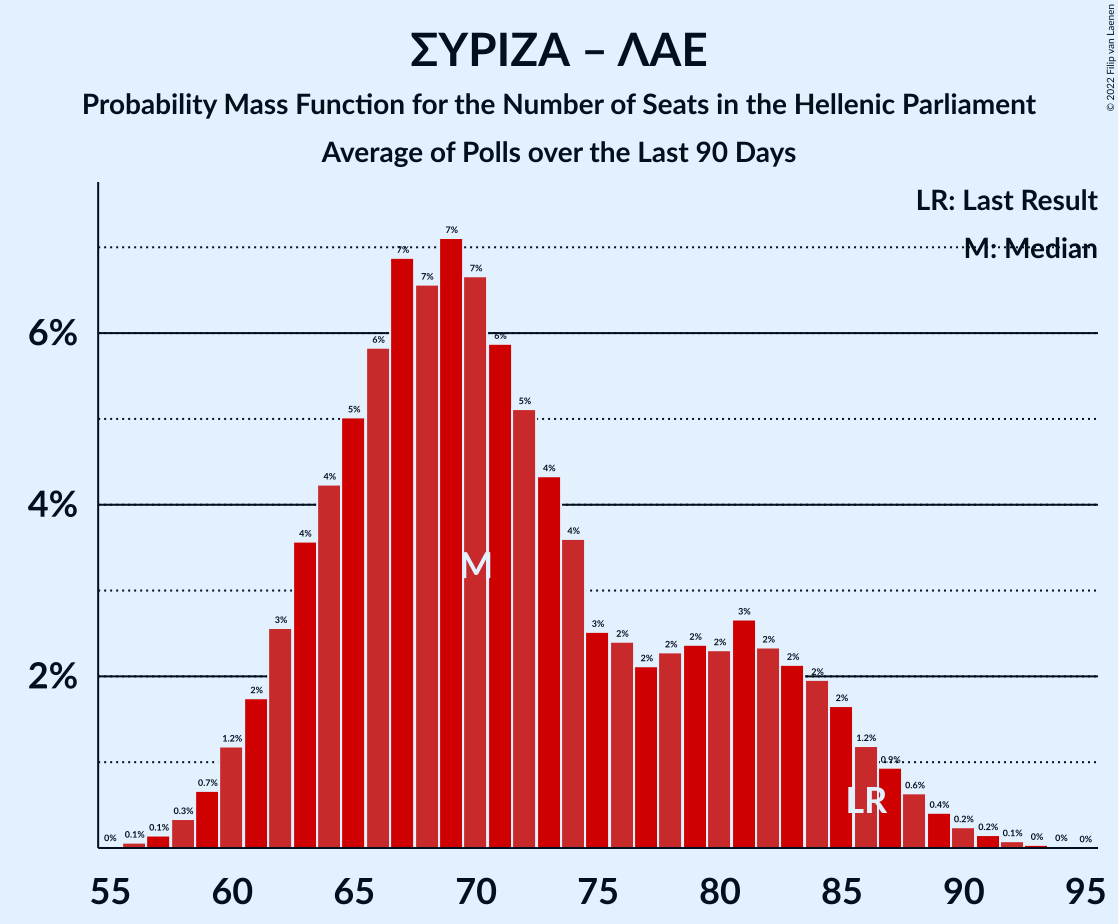 ΣΥΡΙΖΑ – ΛΑΕ
Probability Mass Function for the Number of Seats in the Hellenic Parliament
Average of Polls over the Last 90 Days
© 2022 Filip van Laenen
LR: Last Result
M: Median
6%
4%
2%
0% 0.1% 0.1% 0.3% 0.7% 1.2% 2% 3% 4% 4% 5% 6% 7% 7% 7% 7% 6% 5% 4% 4% 3% 2% 2% 2% 2% 2% 3% 2% 2% 2% 2% 1.2% 0.9% 0.6% 0.4% 0.2% 0.2% 0.1% 0% 0% 0%
M
LR
55 60 65 70 75 80 85 90 95